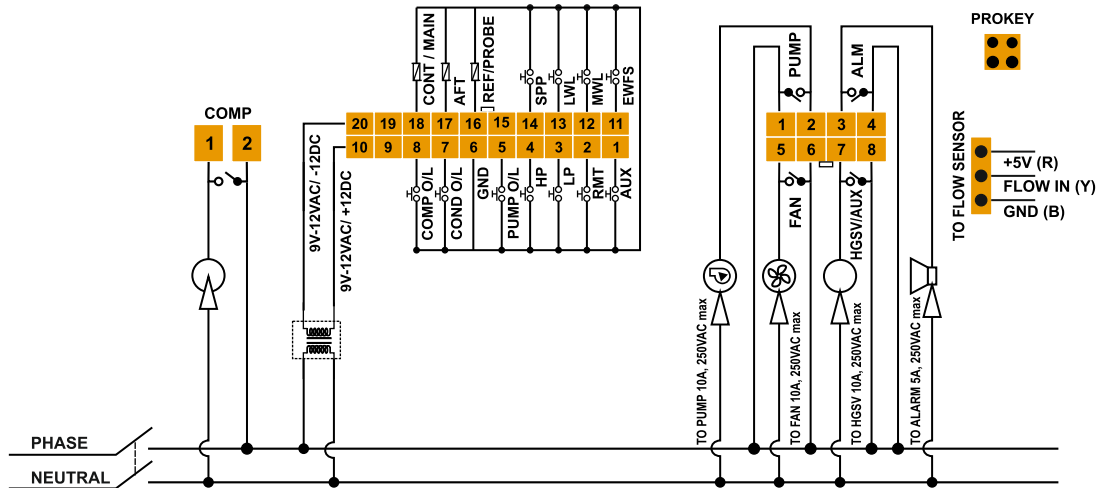 PROKEY
COMP
1 2
CONT / MAIN
AFT
REF/PROBE
SPP
LWL
MWL
EWFS
20 19 18 17 16 15 14 13 12 11
10 9 8 7 6 5 4 3 2 1
COMP O/L
COND O/L
GND
PUMP O/L
HP
LP
RMT
AUX
9V-12VAC/ -12DC
9V-12VAC/ +12DC
PUMP
ALM
1 2 3 4
5 6 7 8
FAN
HGSV/AUX
TO FLOW SENSOR
+5V (R)
FLOW IN (Y)
GND (B)
TO PUMP 10A, 250VAC max
TO FAN 10A, 250VAC max
TO HGSV 10A, 250VAC max
TO ALARM 5A, 250VAC max
PHASE
NEUTRAL